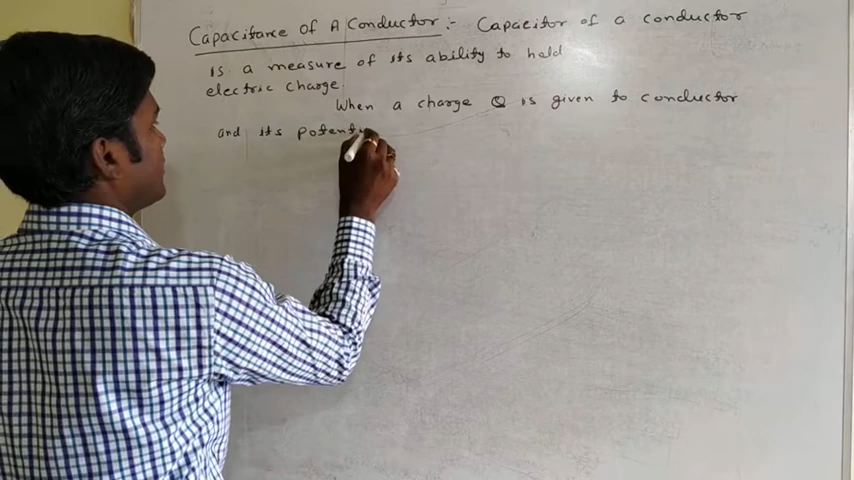 Capacitance of A Conductor :- Capacitor of a conductor
is a measure of its ability to hold
electric charge.
When a charge Q is given to conductor
and its potenti